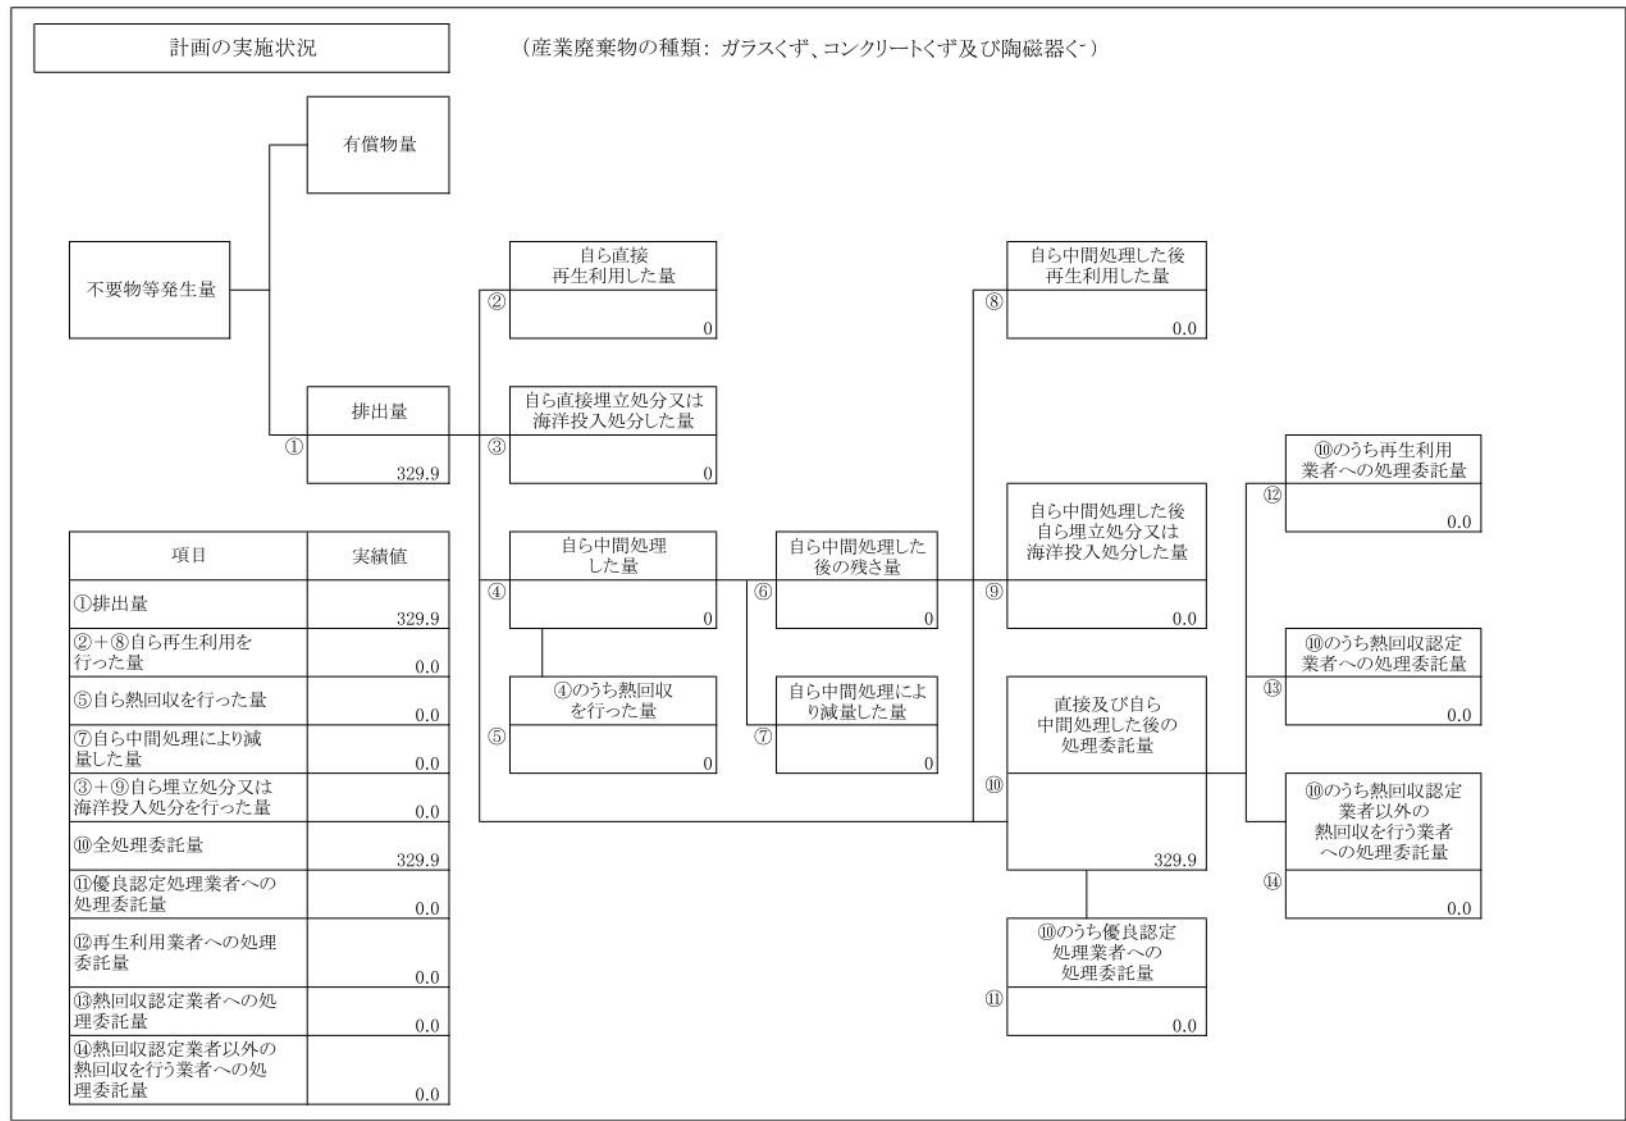 計画の実施状況
(産業廃棄物の種類: ガラスくず、コンクリートくず及び陶磁器く)
有償物量
不要物等発生量
自ら直接
再生利用した量
②
0
自ら中間処理した後
再生利用した量
⑧
0.0
排出量
①
329.9
自ら直接埋立処分又は
海洋投入処分した量
③
0
⑩のうち再生利用
業者への処理委託量
⑫
0.0
自ら中間処理した後
自ら埋立処分又は
海洋投入処分した量
⑨
0.0
自ら中間処理
した量
④
0
自ら中間処理した
後の残さ量
⑥
0
⑩のうち熱回収認定
業者への処理委託量
⑬
0.0
④のうち熱回収
を行った量
⑤
0
自ら中間処理によ
り減量した量
⑦
0
直接及び自ら
中間処理した後の
処理委託量
⑩
329.9
⑩のうち熱回収認定
業者以外の
熱回収を行う業者
への処理委託量
⑭
0.0
⑩のうち優良認定
処理業者への
処理委託量
⑪
0.0
項目 実績値
①排出量
329.9
②+⑧自ら再生利用を
行った量
0.0
⑤自ら熱回収を行った量
0.0
⑦自ら中間処理により減
量した量
0.0
③+⑨自ら埋立処分又は
海洋投入処分を行った量
0.0
⑩全処理委託量
329.9
⑪優良認定処理業者への
処理委託量
0.0
⑫再生利用業者への処理
委託量
0.0
⑬熱回収認定業者への処
理委託量
0.0
⑭熱回収認定業者以外の
熱回収を行う業者への処
理委託量
0.0